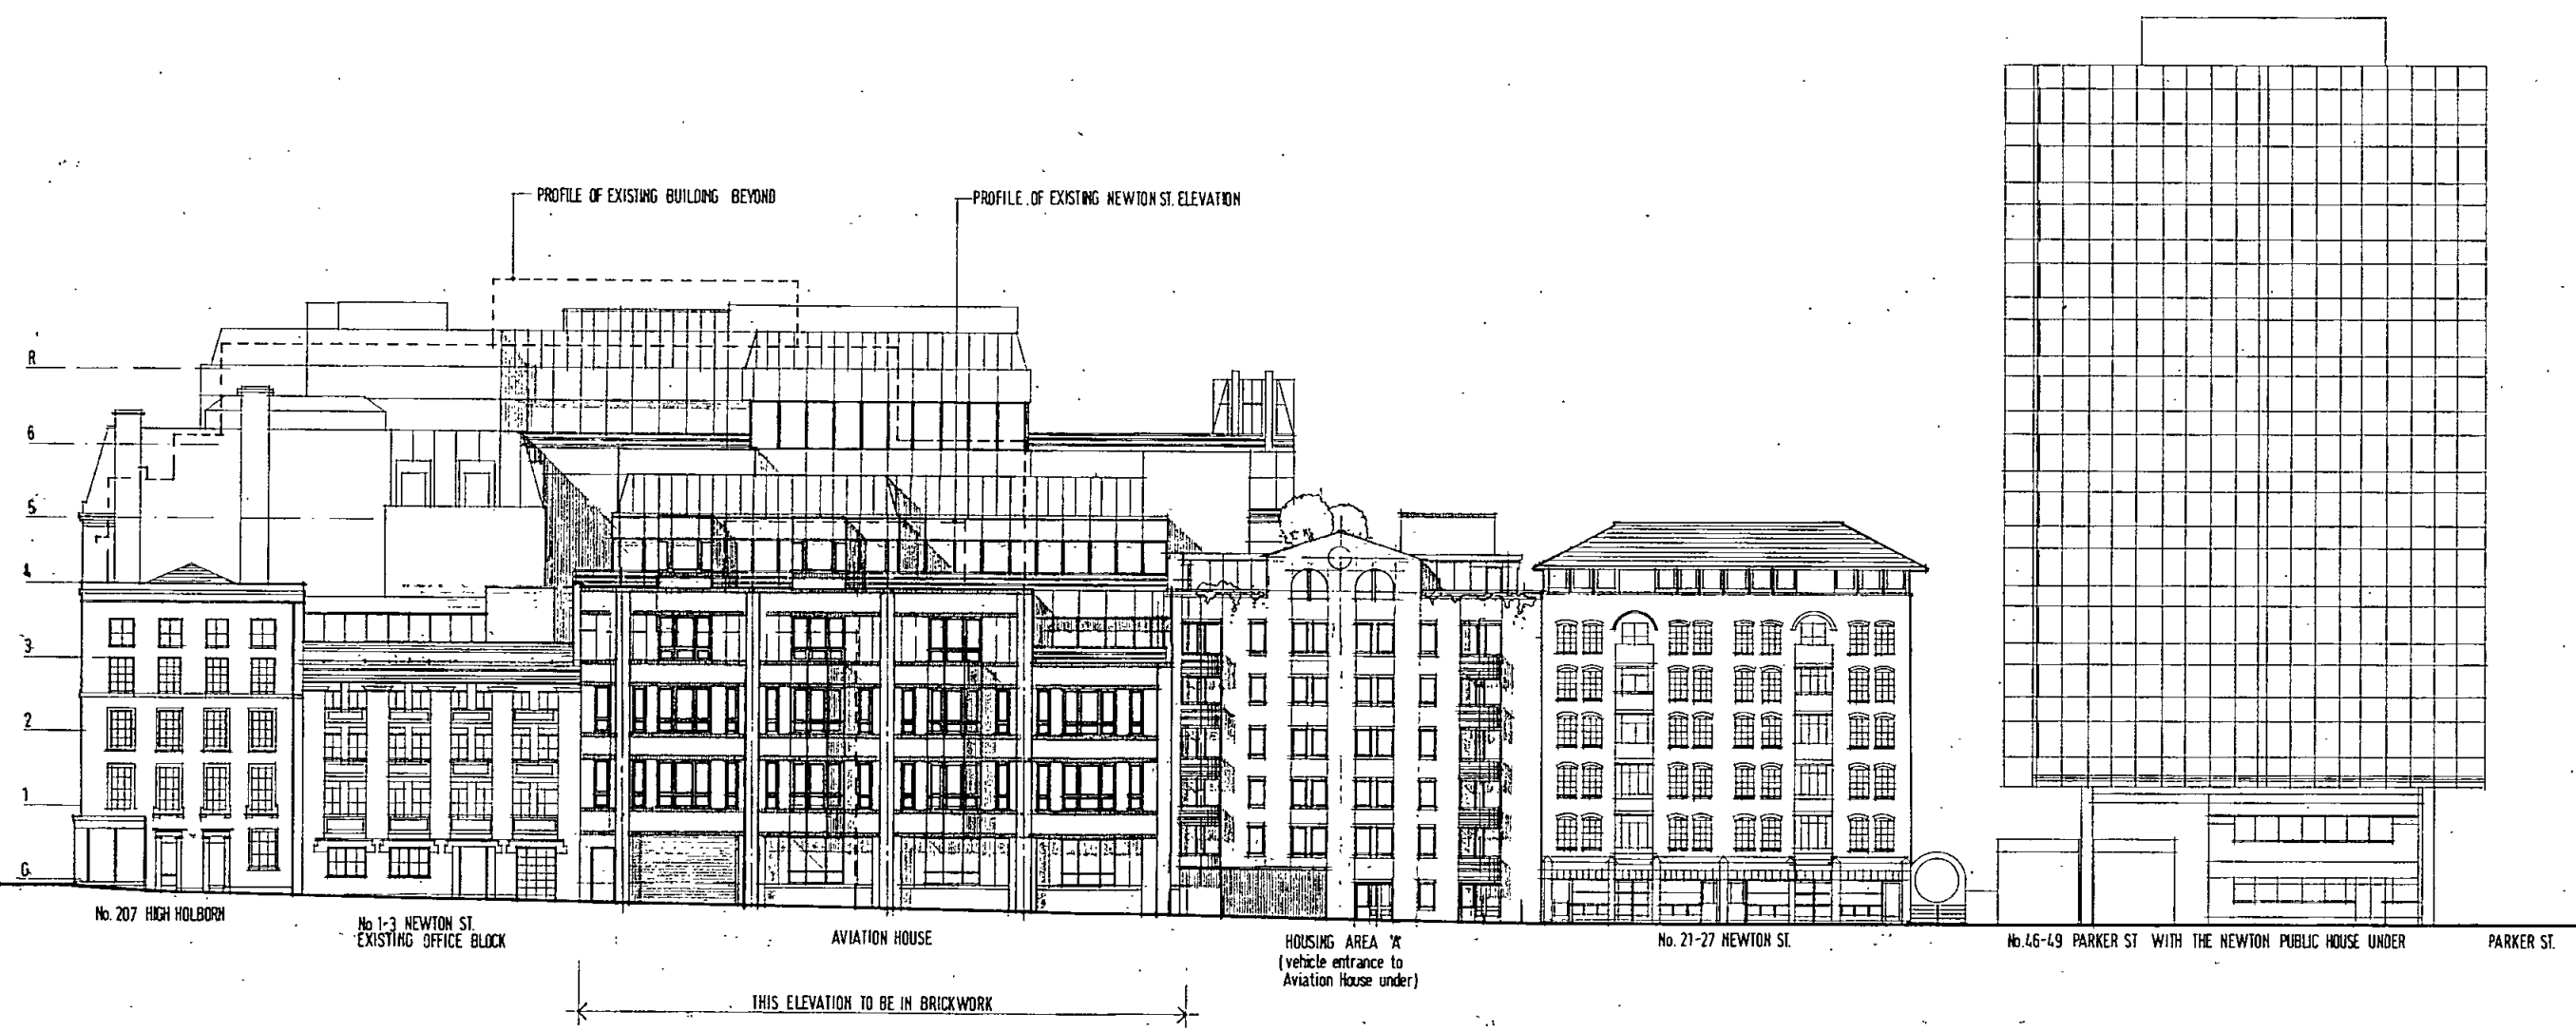 PROFILE OF EXISTING BUILDING BEYOND
PROFILE OF EXISTING NEWTON ST. ELEVATION
R
6
5
4
3
2
1
G
No. 207 HIGH HOLBORN
No 1-3 NEWTON ST.
EXISTING OFFICE BLOCK
AVIATION HOUSE
HOUSING AREA 'A'
(vehicle entrance to
Aviation House under)
No. 21-27 NEWTON ST.
No.46-49 PARKER ST WITH THE NEWTON PUBLIC HOUSE UNDER
PARKER ST.
THIS ELEVATION TO BE IN BRICKWORK